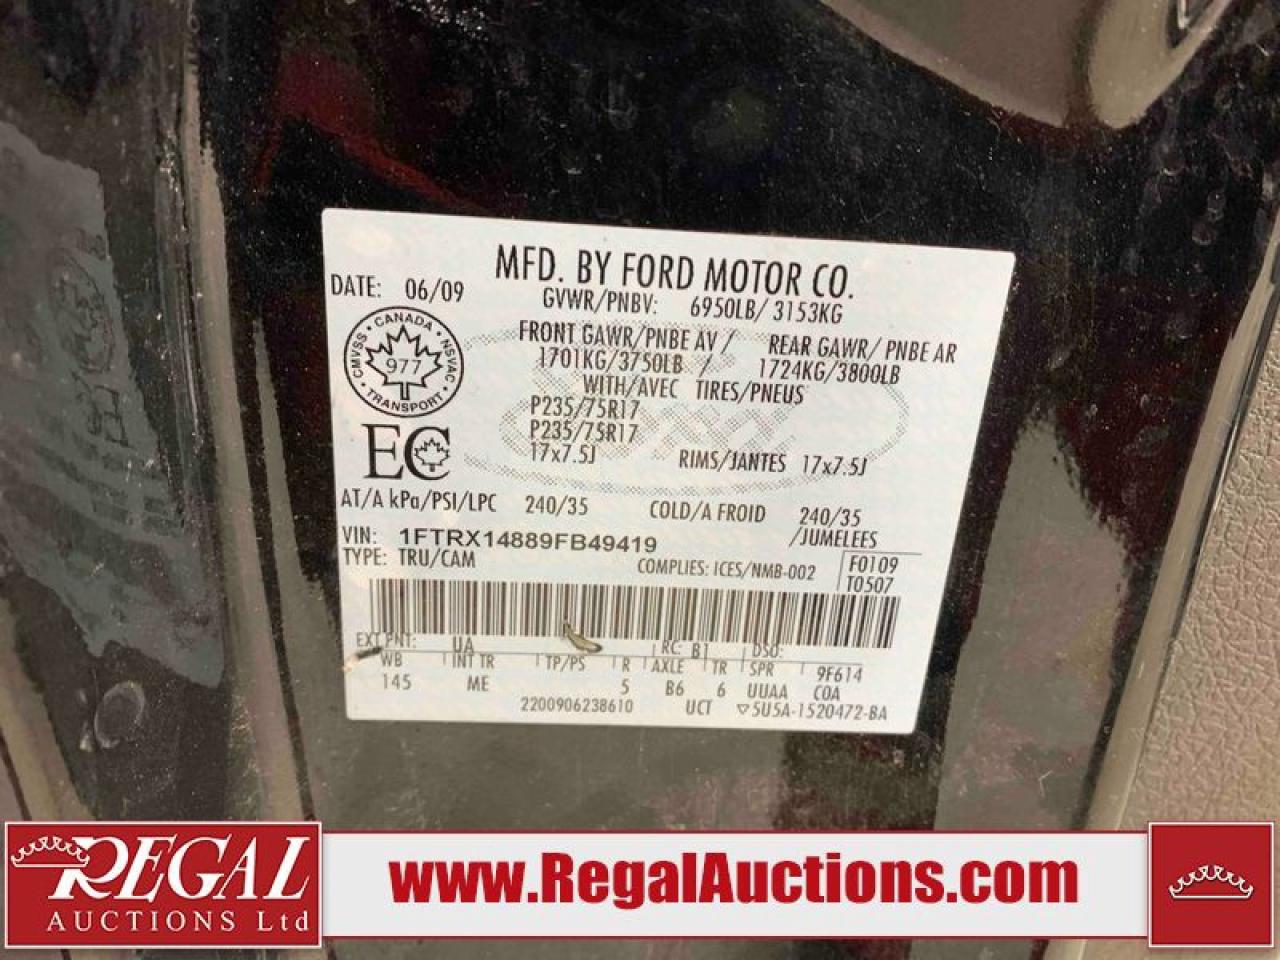 MFD. BY FORD MOTOR CO.
DATE: 06/09
GVWR/PNBV: 6950LB/ 3153KG
FRONT GAWR/PNBE AV / REAR GAWR/ PNBE AR
1701KG/3750LB / 1724KG/3800LB
WITH/AVEC TIRES/PNEUS
P235/75R17
P235/75R17
17x7.5J RIMS/JANTES 17x7.5J
CANADA
CMVSS • NSVAC
977
TRANSPORT
EC
AT/A kPa/PSI/LPC 240/35 COLD/A FROID 240/35
VIN: 1FTRX14889FB49419 /JUMELEES
TYPE: TRU/CAM COMPLIES: ICES/NMB-002
F0109
T0507
EXT PNT: UA RC: B1 DSO:
WB INT TR TP/PS R AXLE TR SPR 9F614
145 ME 5 B6 6 UUAA COA
2200906238610 UCT ▽5U5A-1520472-BA
REGAL
AUCTIONS Ltd
www.RegalAuctions.com